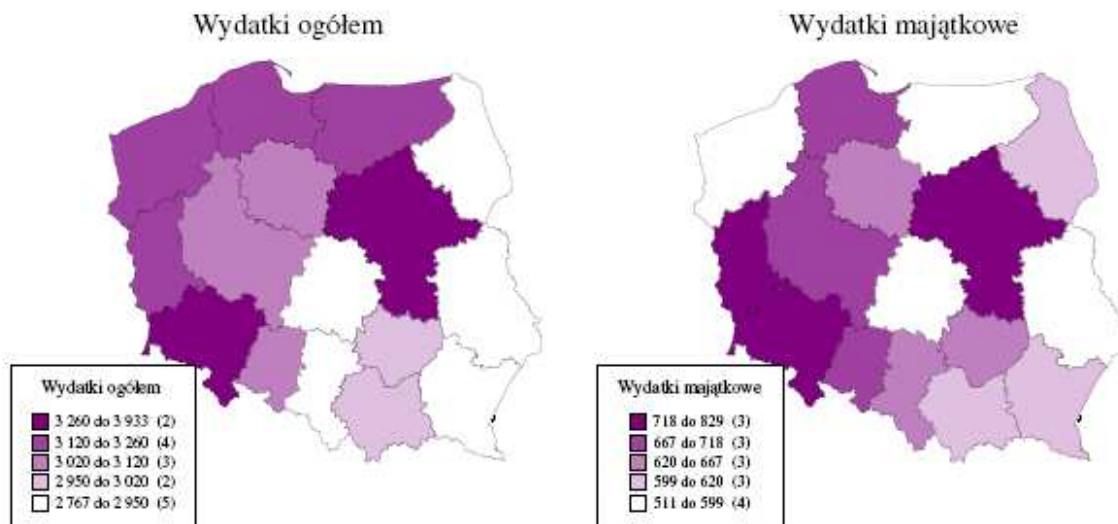 Wydatki ogółem
Wydatki majątkowe
Wydatki ogółem
3 260 do 3 933 (2)
3 120 do 3 260 (4)
3 020 do 3 120 (3)
2 950 do 3 020 (2)
2 767 do 2 950 (5)
Wydatki majątkowe
718 do 829 (3)
667 do 718 (3)
620 do 667 (3)
599 do 620 (3)
511 do 599 (4)